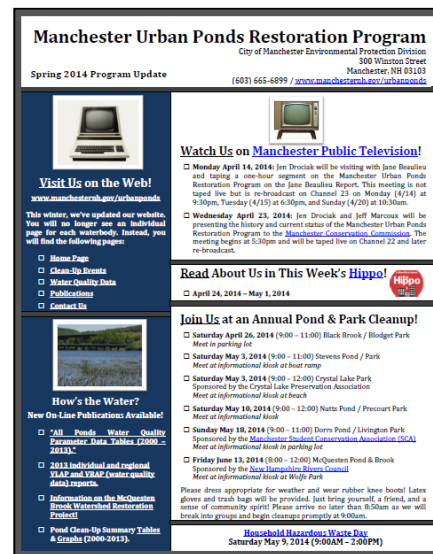 Manchester Urban Ponds Restoration Program
City of Manchester Environmental Protection Division
300 Winston Street
Manchester, NH 03103
(603) 665-6899 / www.manchesternh.gov/urbanponds
Spring 2014 Program Update
Visit Us on the Web!
www.manchesternh.gov/urbanponds
This winter, we've updated our website.
You will no longer see an individual
page for each waterbody. Instead, you
will find the following pages:
Home Page
Clean-Up Events
Water Quality Data
Publications
Contact Us
How's the Water?
New On-Line Publications Available!
"All Ponds Water Quality
Parameter Data Tables (2000 –
2013)."
2013 individual and regional
VLAP and VRAP (water quality
data) reports.
Information on the McQuesten
Brook Watershed Restoration
Project!
Pond Clean-Up Summary Tables
& Graphs (2000-2013).
Watch Us on Manchester Public Television!
Monday April 14, 2014: Jen Drociak will be visiting with Jane Beaulieu
and taping a one-hour segment on the Manchester Urban Ponds
Restoration Program on the Jane Beaulieu Report. This meeting is not
taped live but is re-broadcast on Channel 23 on Monday (4/14) at
9:30pm, Tuesday (4/15) at 6:30pm, and Sunday (4/20) at 10:30am.
Wednesday April 23, 2014: Jen Drociak and Jeff Marcoux will be
presenting the history and current status of the Manchester Urban Ponds
Restoration Program to the Manchester Conservation Commission. The
meeting begins at 5:30pm and will be taped live on Channel 22 and later
re-broadcast.
Read About Us in This Week's Hippo!
April 24, 2014 – May 1, 2014
Hippo
Join Us at an Annual Pond & Park Cleanup!
Saturday April 26, 2014 (9:00 – 11:00) Black Brook / Blodget Park
Meet in parking lot
Saturday May 3, 2014 (9:00 – 11:00) Stevens Pond / Park
Meet at informational kiosk at boat ramp
Saturday May 3, 2014 (9:00 – 12:00) Crystal Lake Park
Sponsored by the Crystal Lake Preservation Association
Meet at informational kiosk at beach
Saturday May 10, 2014 (9:00 – 12:00) Nutts Pond / Precourt Park
Meet at informational kiosk
Sunday May 18, 2014 (9:00 – 11:00) Dorrs Pond / Livingston Park
Sponsored by the Manchester Student Conservation Association (SCA)
Meet at informational kiosk in parking lot
Friday June 13, 2014 (8:00 – 12:00) McQuesten Pond & Brook
Sponsored by the New Hampshire Rivers Council
Meet at informational kiosk at Wolfe Park
Please dress appropriate for weather and wear rubber knee boots! Latex
gloves and trash bags will be provided. Just bring yourself, a friend, and a
sense of community spirit! Please arrive no later than 8:50am as we will
break into groups and begin cleanups promptly at 9:00am.
Household Hazardous Waste Day
Saturday May 9, 2014 (9:00AM – 2:00PM)